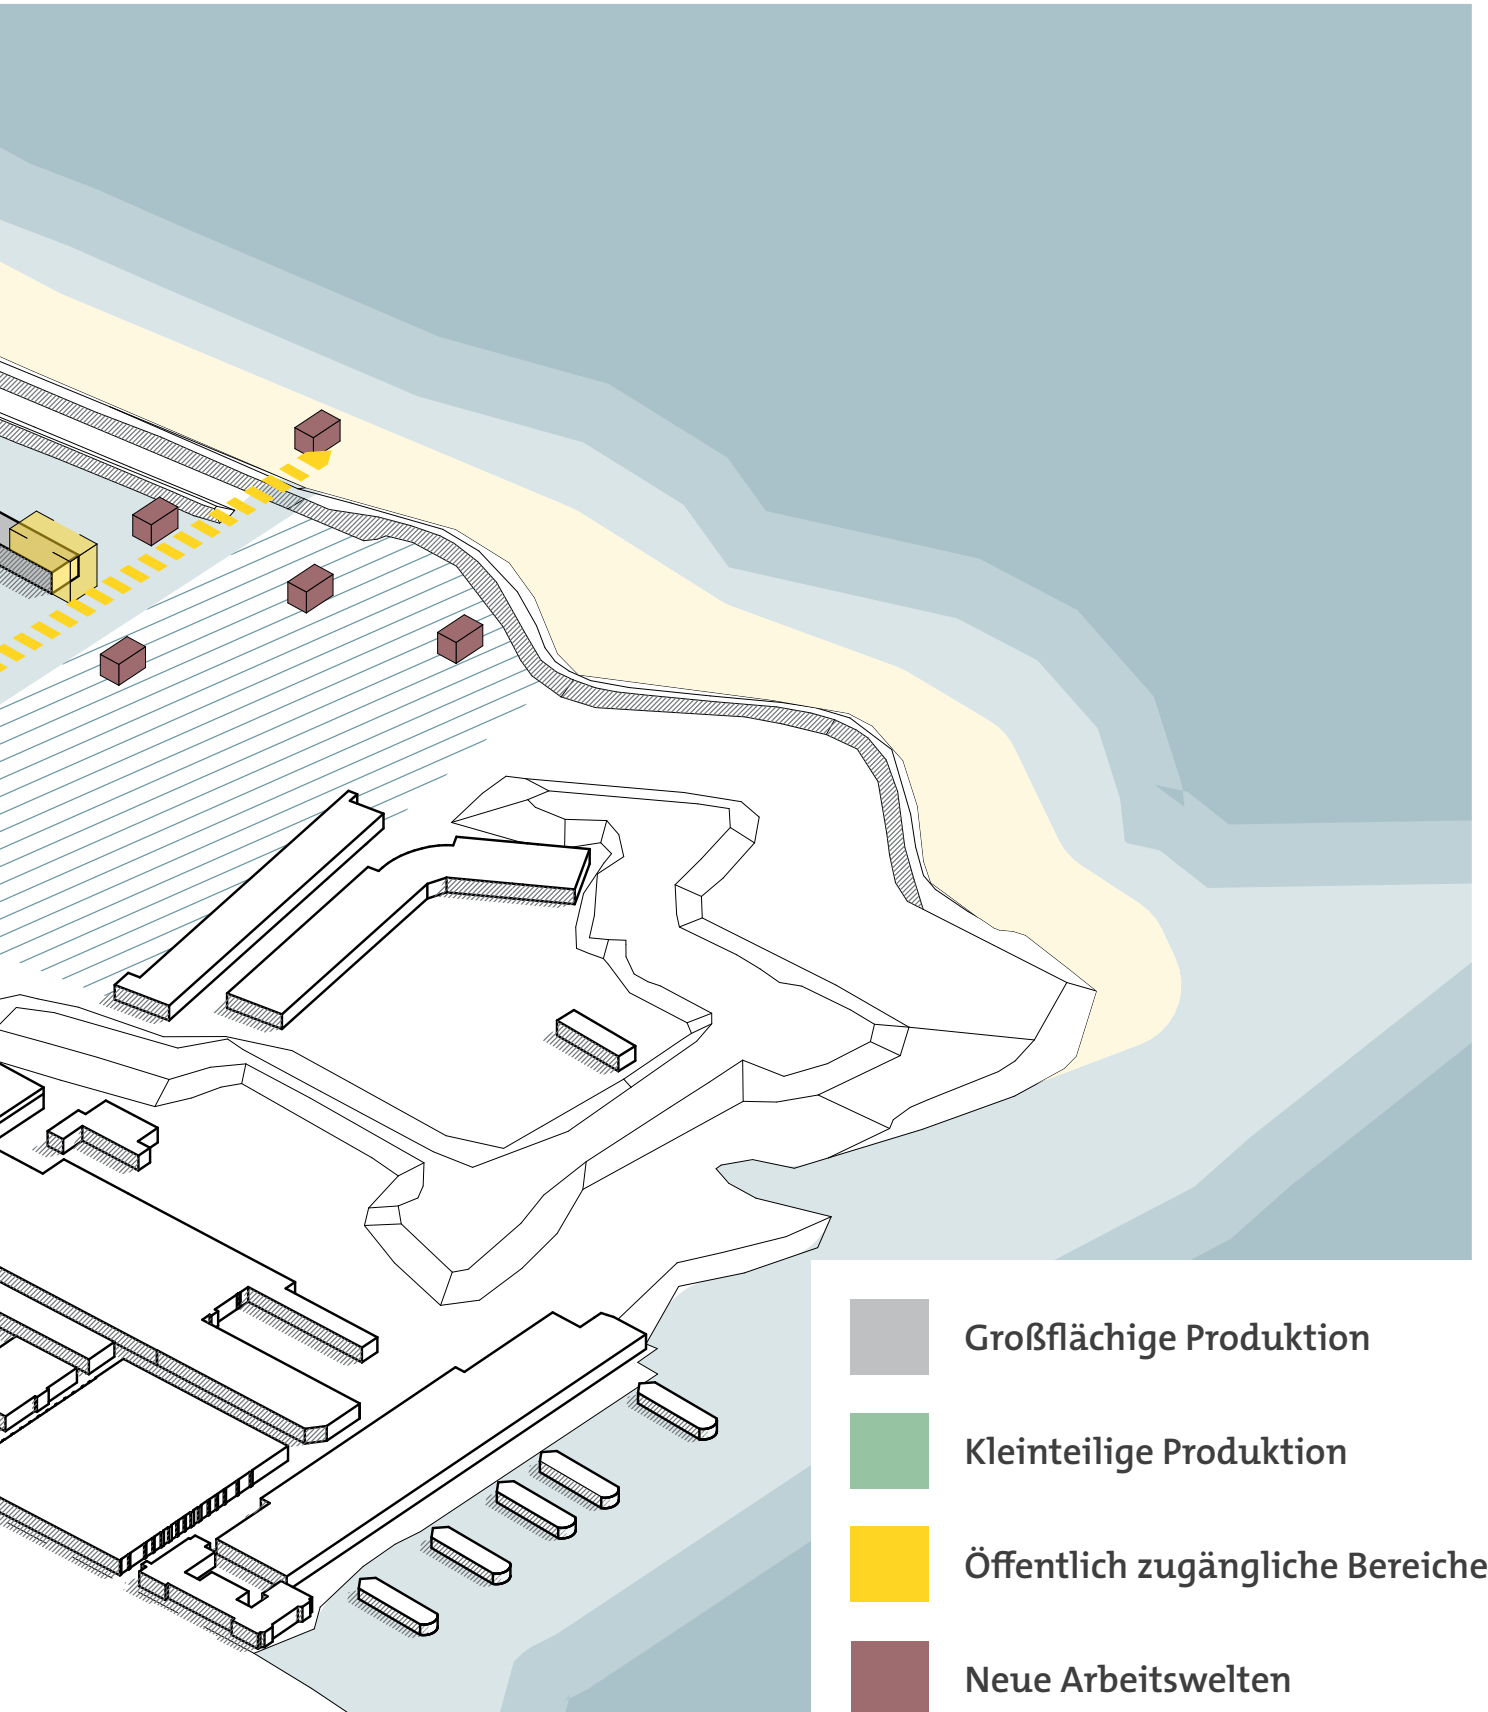 Großflächige Produktion
Kleinteilige Produktion
Öffentlich zugängliche Bereiche
Neue Arbeitswelten